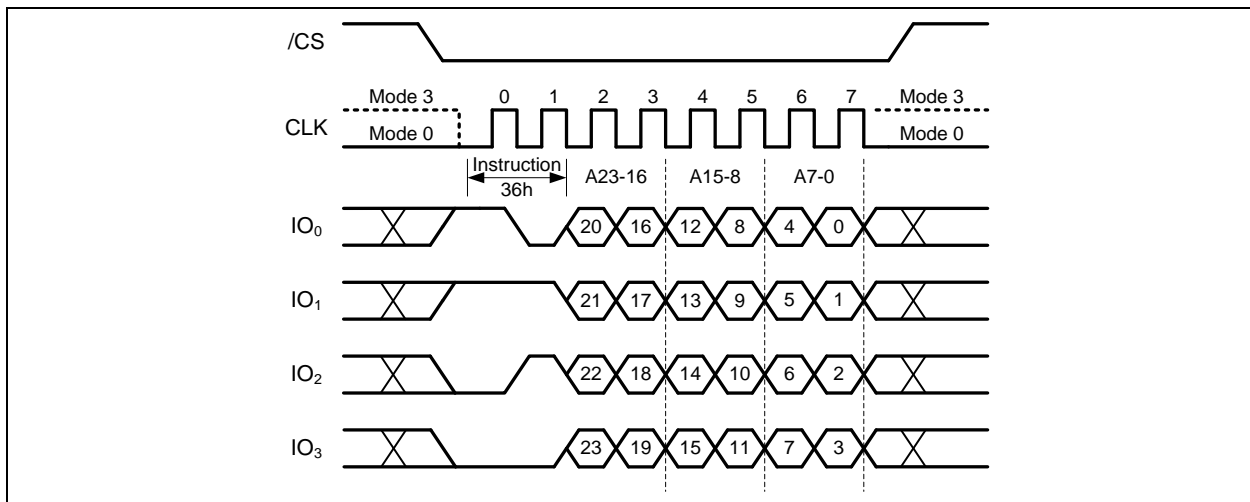 /CS
Mode 3 0 1 2 3 4 5 6 7 Mode 3
CLK
Mode 0 Mode 0
Instruction
36h A23-16 A15-8 A7-0
IO₀ 20 16 12 8 4 0
IO₁ 21 17 13 9 5 1
IO₂ 22 18 14 10 6 2
IO₃ 23 19 15 11 7 3